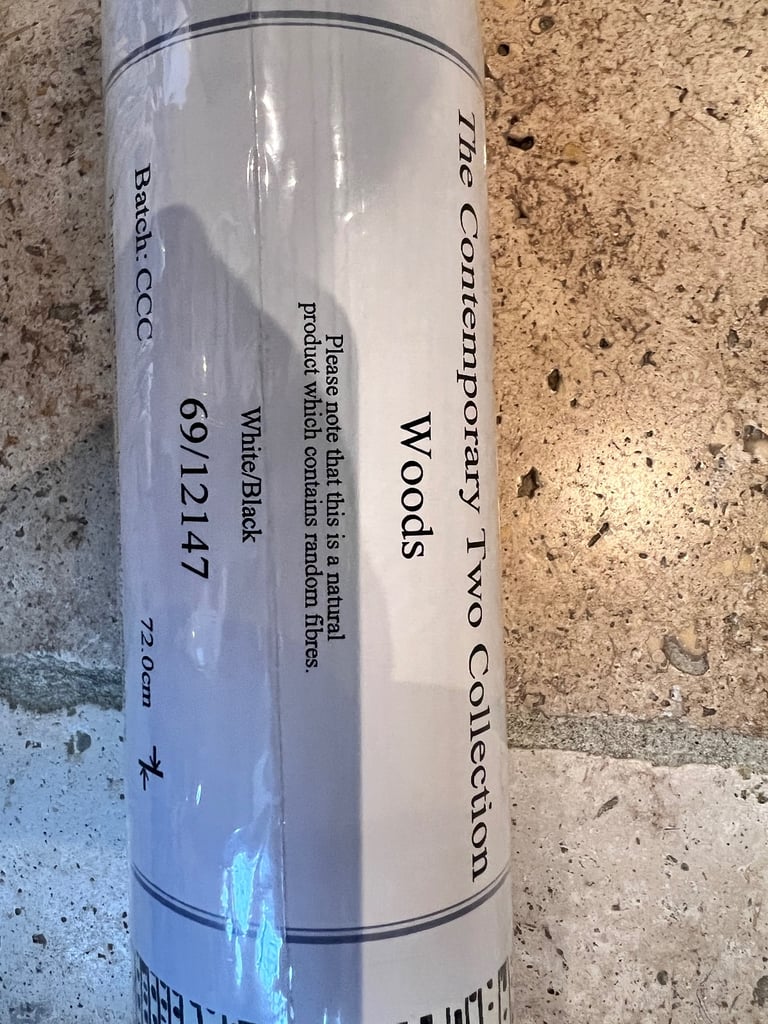 The Contemporary Two Collection
Woods
Please note that this is a natural
product which contains random fibres.
White/Black
69/12147
Batch: CCC 72.0cm